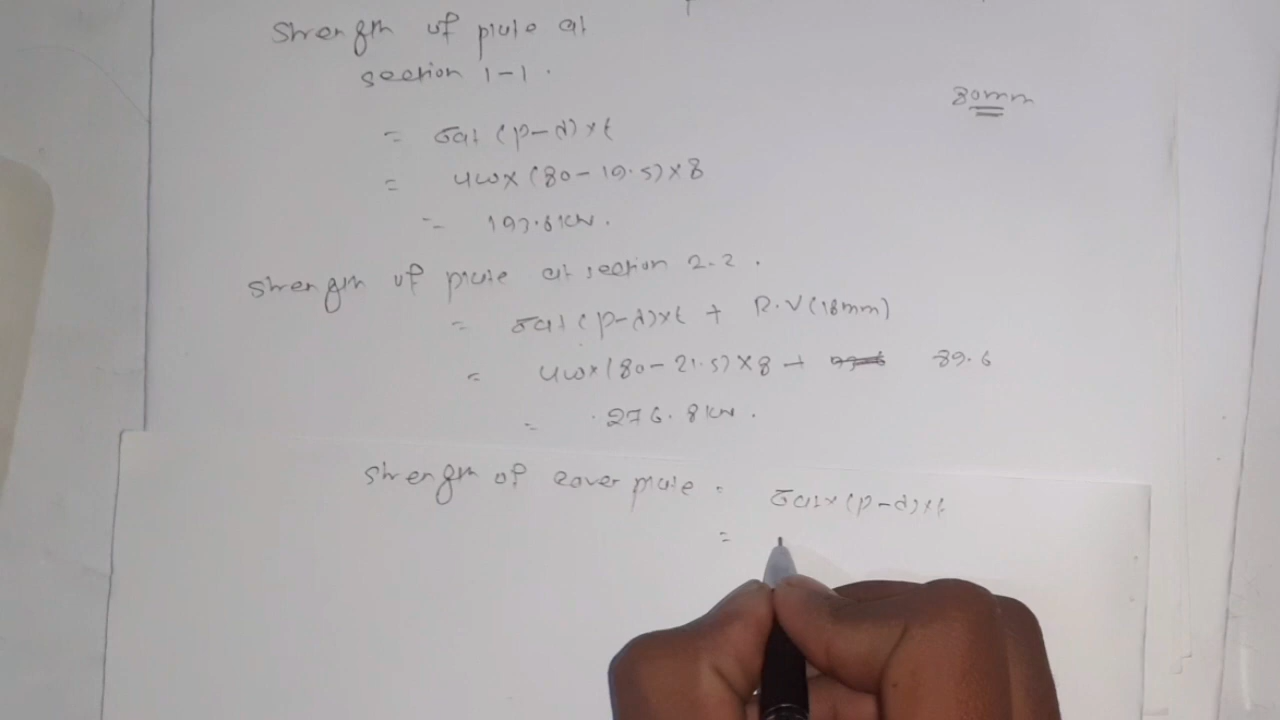 Strength of plate at
section 1-1.
80mm
= σat (p-d)×t
= 400×(80-19.5)×8
= 193.6KN.
Strength of plate at section 2-2.
= σat (p-d)×t + R.V(18mm)
= 400×(80-21.5)×8 + 89.6
= 276.8KN.
Strength of cover plate = σat×(p-d)×t
=